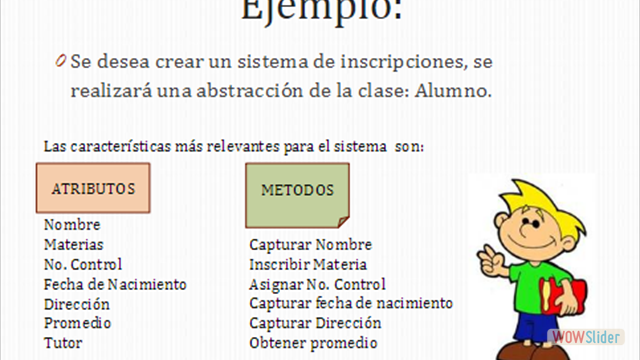 Ejemplo:
Se desea crear un sistema de inscripciones, se
realizará una abstracción de la clase: Alumno.
Las características más relevantes para el sistema son:
ATRIBUTOS
Nombre
Materias
No. Control
Fecha de Nacimiento
Dirección
Promedio
Tutor
METODOS
Capturar Nombre
Inscribir Materia
Asignar No. Control
Capturar fecha de nacimiento
Capturar Dirección
Obtener promedio
WOWSlider